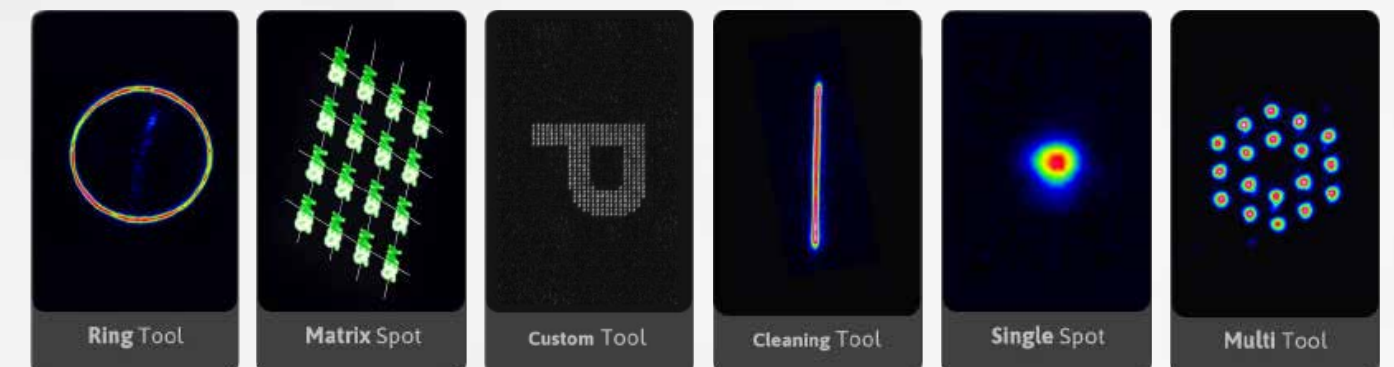 Ring Tool
Matrix Spot
Custom Tool
Cleaning Tool
Single Spot
Multi Tool